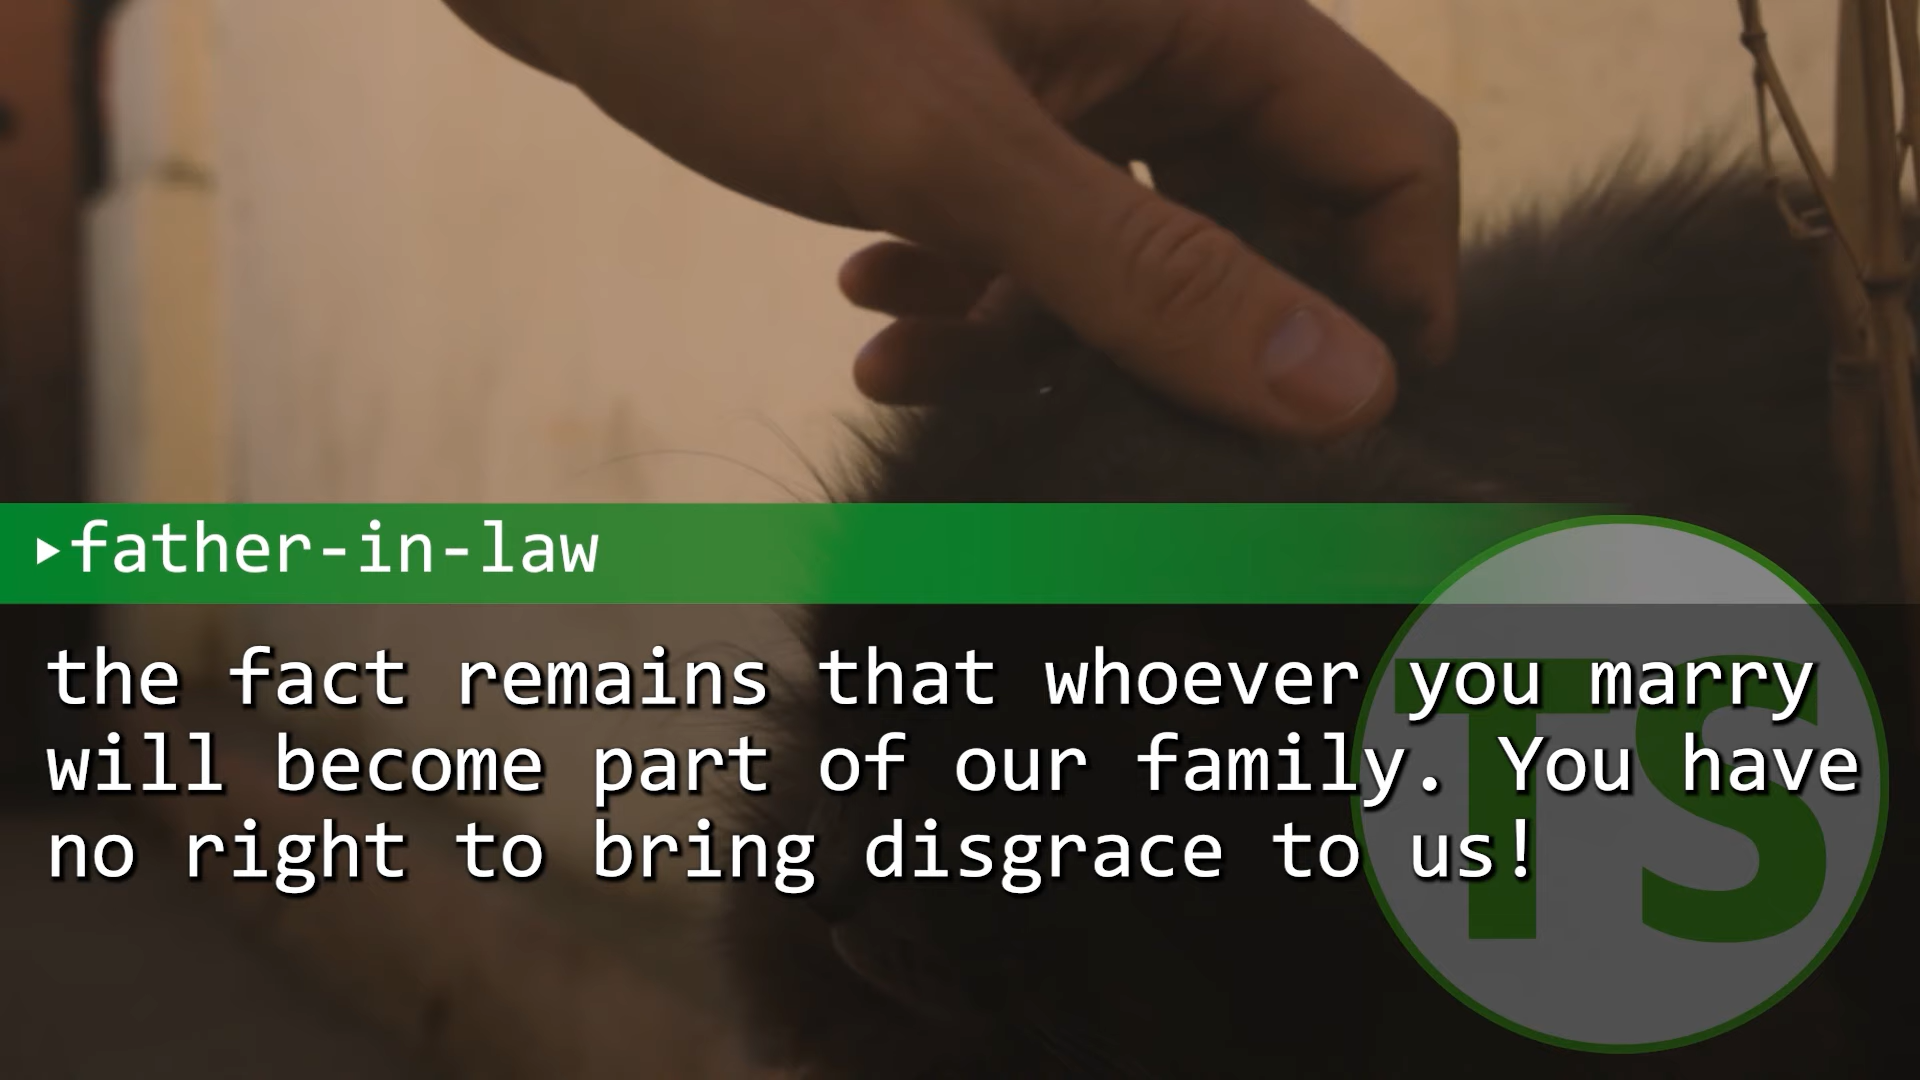 ▶father-in-law
the fact remains that whoever you marry
will become part of our family. You have
no right to bring disgrace to us!
TS